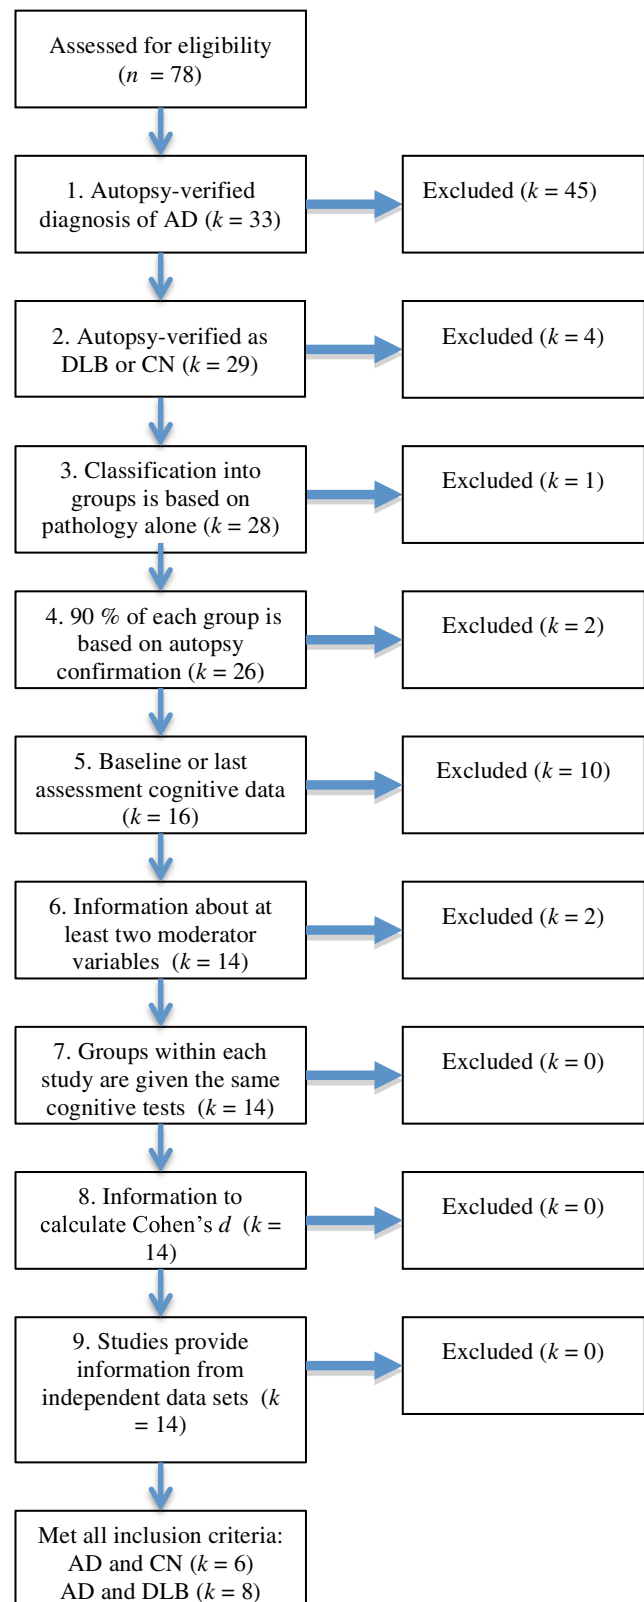 Assessed for eligibility
(n = 78)
1. Autopsy-verified
diagnosis of AD (k = 33)
Excluded (k = 45)
2. Autopsy-verified as
DLB or CN (k = 29)
Excluded (k = 4)
3. Classification into
groups is based on
pathology alone (k = 28)
Excluded (k = 1)
4. 90 % of each group is
based on autopsy
confirmation (k = 26)
Excluded (k = 2)
5. Baseline or last
assessment cognitive data
(k = 16)
Excluded (k = 10)
6. Information about at
least two moderator
variables (k = 14)
Excluded (k = 2)
7. Groups within each
study are given the same
cognitive tests (k = 14)
Excluded (k = 0)
8. Information to
calculate Cohen’s d (k =
14)
Excluded (k = 0)
9. Studies provide
information from
independent data sets (k
= 14)
Excluded (k = 0)
Met all inclusion criteria:
AD and CN (k = 6)
AD and DLB (k = 8)